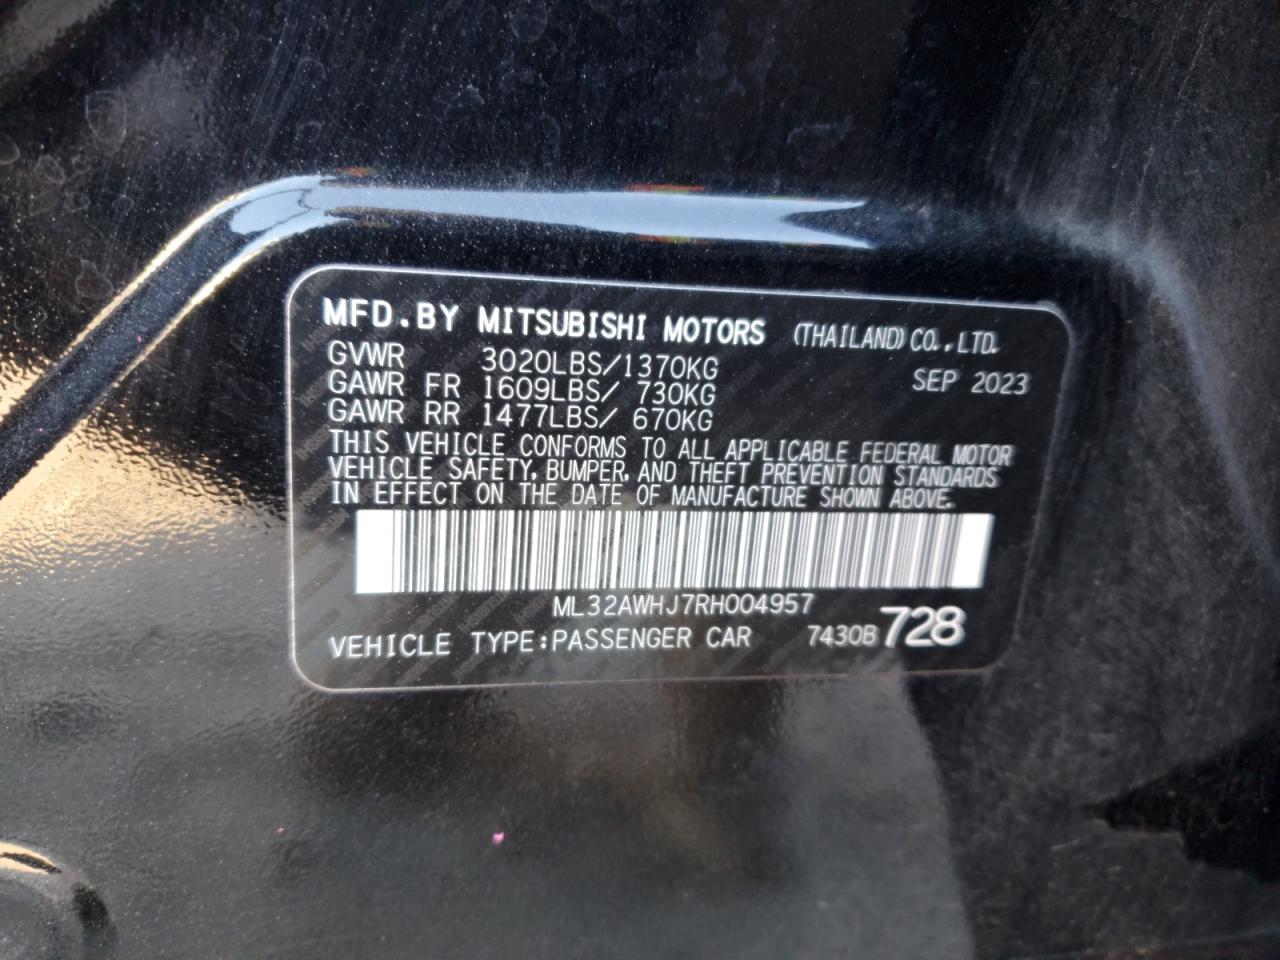 MFD.BY MITSUBISHI MOTORS (THAILAND) CO.,LTD.
GVWR 3020LBS/1370KG SEP 2023
GAWR FR 1609LBS/ 730KG
GAWR RR 1477LBS/ 670KG
THIS VEHICLE CONFORMS TO ALL APPLICABLE FEDERAL MOTOR
VEHICLE SAFETY, BUMPER, AND THEFT PREVENTION STANDARDS
IN EFFECT ON THE DATE OF MANUFACTURE SHOWN ABOVE.
ML32AWHJ7RH004957
VEHICLE TYPE:PASSENGER CAR 7430B728